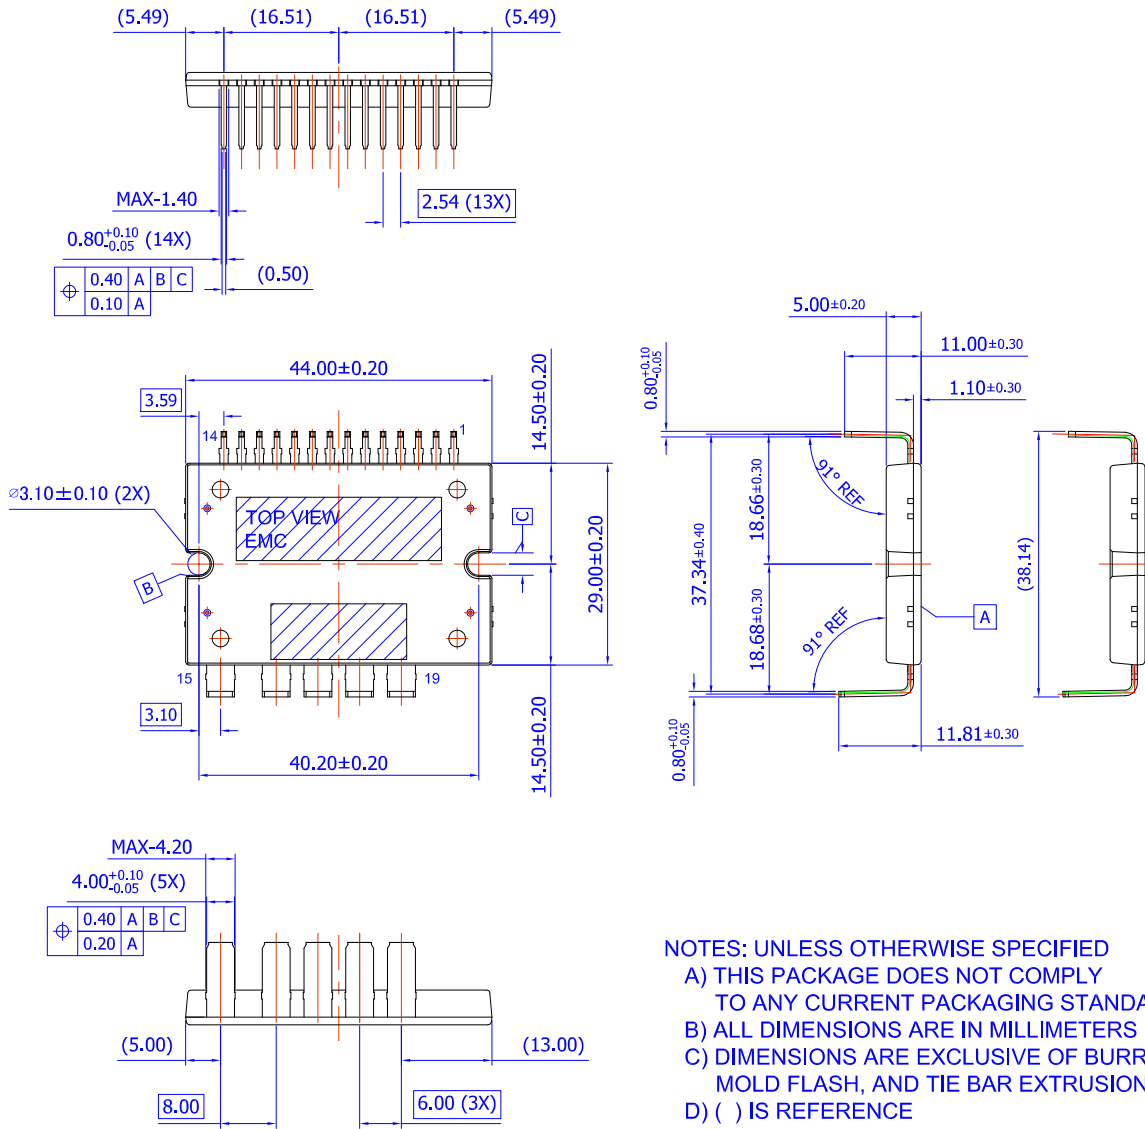 (5.49) (16.51) (16.51) (5.49)
MAX-1.40
2.54 (13X)
0.80+0.10-0.05 (14X)
(0.50)
0.40 A B C
0.10 A
5.00±0.20
11.00±0.30
0.80+0.10-0.05
1.10±0.30
44.00±0.20
14.50±0.20
3.59
14
1
⌀3.10±0.10 (2X)
TOP VIEW
EMC
C
B
29.00±0.20
91° REF
18.66±0.30
37.34±0.40
18.68±0.30
91° REF
A
(38.14)
15
19
3.10
40.20±0.20
14.50±0.20
0.80+0.10-0.05
11.81±0.30
MAX-4.20
4.00+0.10-0.05 (5X)
0.40 A B C
0.20 A
(5.00)
(13.00)
8.00
6.00 (3X)
NOTES: UNLESS OTHERWISE SPECIFIED
A) THIS PACKAGE DOES NOT COMPLY
TO ANY CURRENT PACKAGING
B) ALL DIMENSIONS ARE IN MILLIMETERS
C) DIMENSIONS ARE EXCLUSIVE OF
MOLD FLASH, AND TIE BAR
D) ( ) IS REFERENCE